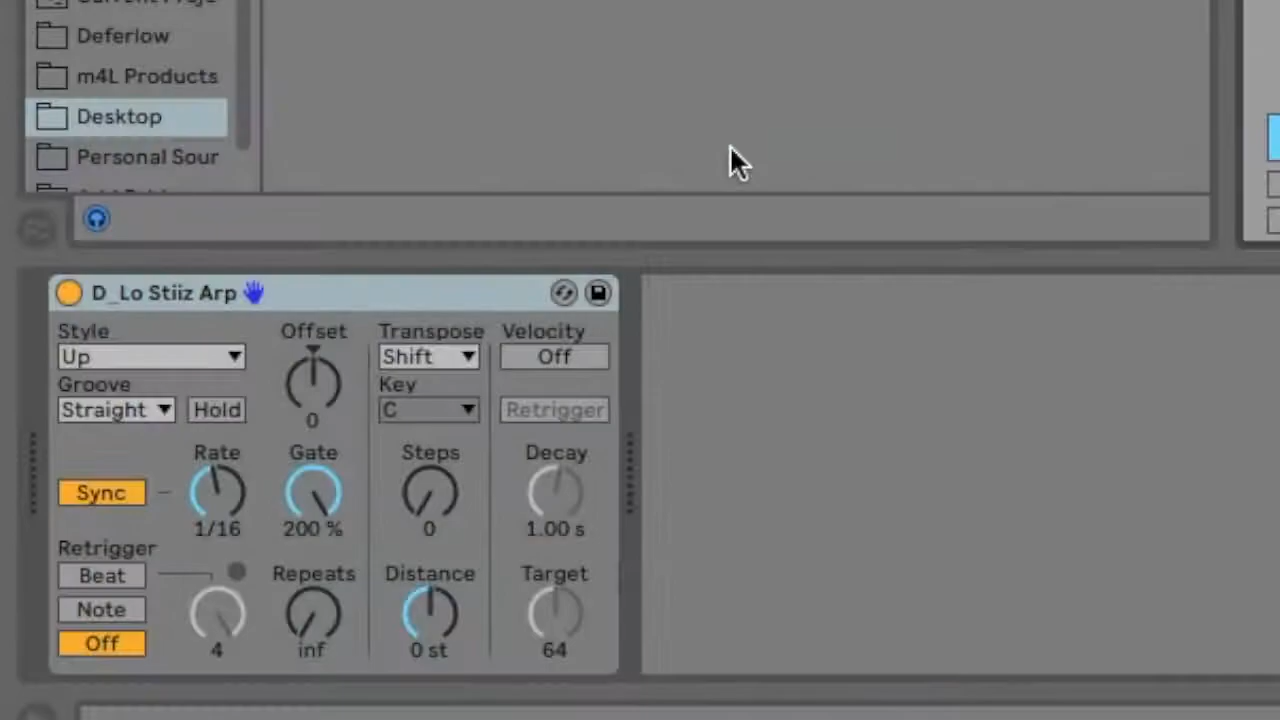 Deferlow
m4L Products
Desktop
Personal Sour
D_Lo Stiiz Arp
Style Offset Transpose Velocity
Up Shift Off
Groove Key
Straight Hold 0 C Retrigger
Rate Gate Steps Decay
Sync
1/16 200 % 0 1.00 s
Retrigger
Beat Repeats Distance Target
Note
Off 4 inf 0 st 64